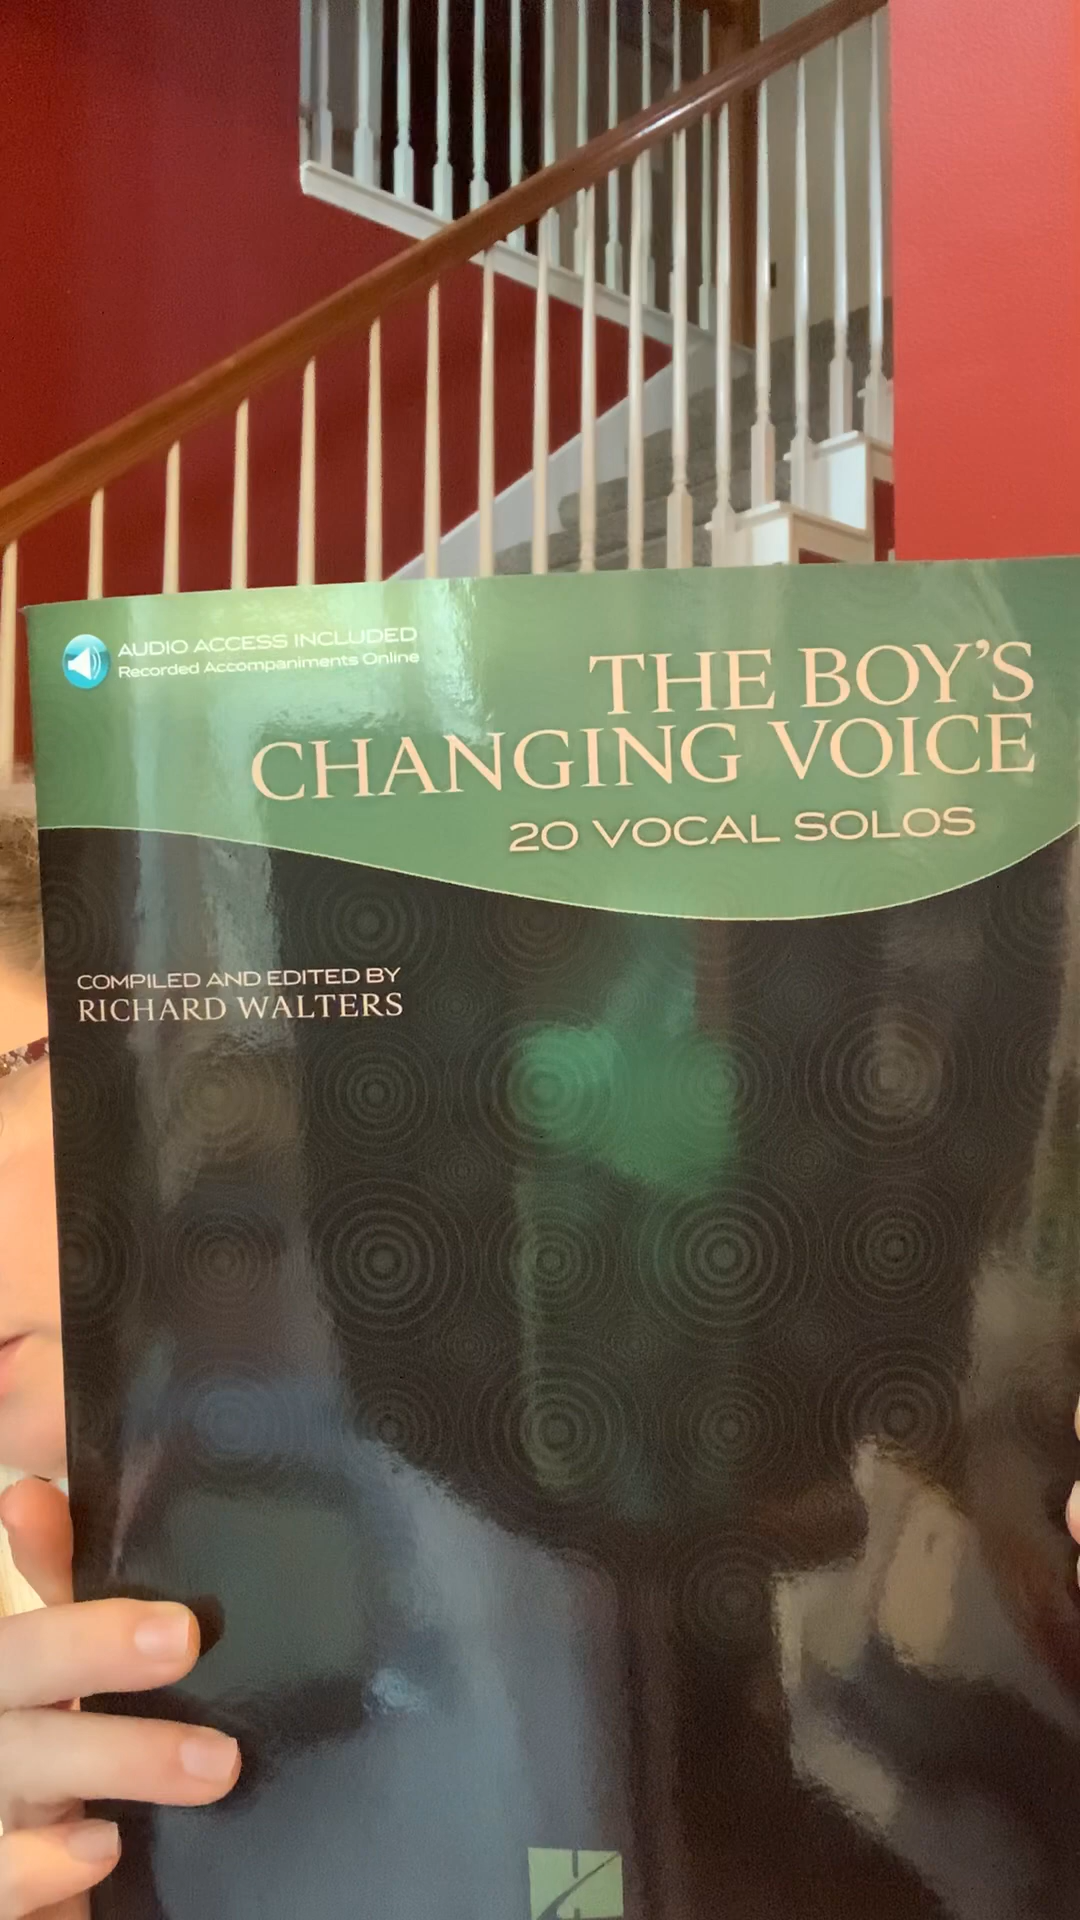 AUDIO ACCESS INCLUDED
Recorded Accompaniments Online
THE BOY'S
CHANGING VOICE
20 VOCAL SOLOS
COMPILED AND EDITED BY
RICHARD WALTERS